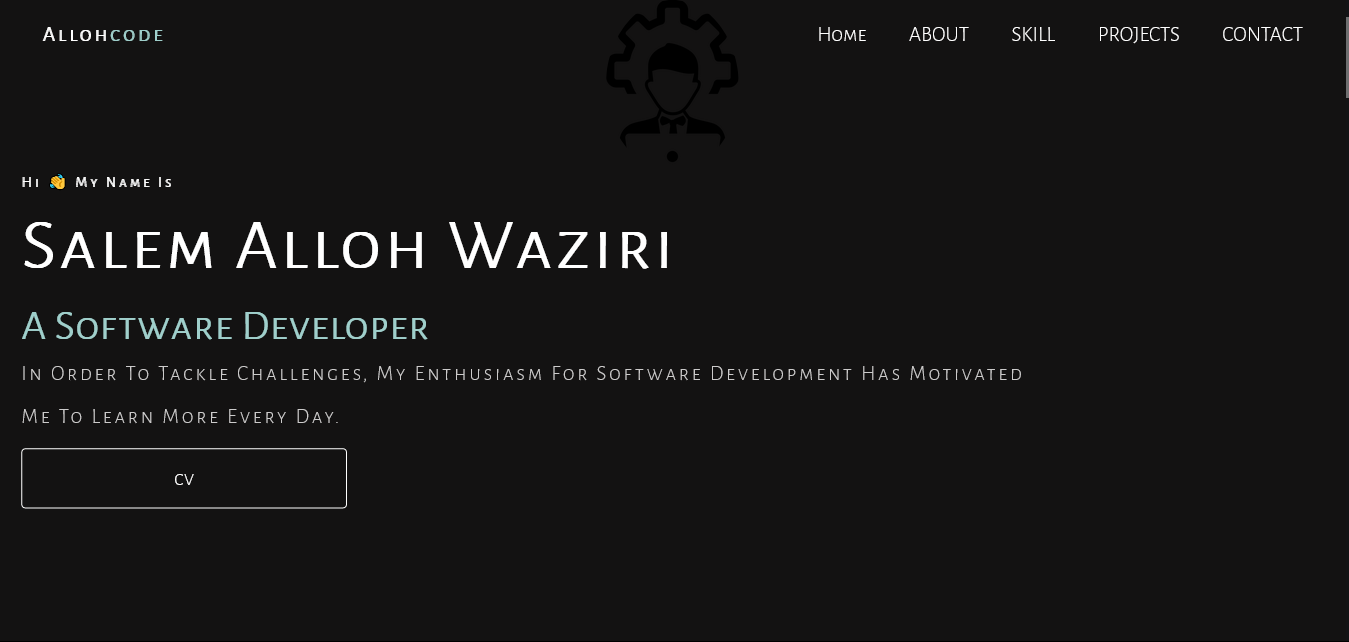 Allohcode
Home ABOUT SKILL PROJECTS CONTACT
Hi 👋 My Name Is
Salem Alloh Waziri
A Software Developer
In Order To Tackle Challenges, My Enthusiasm For Software Development Has Motivated
Me To Learn More Every Day.
CV